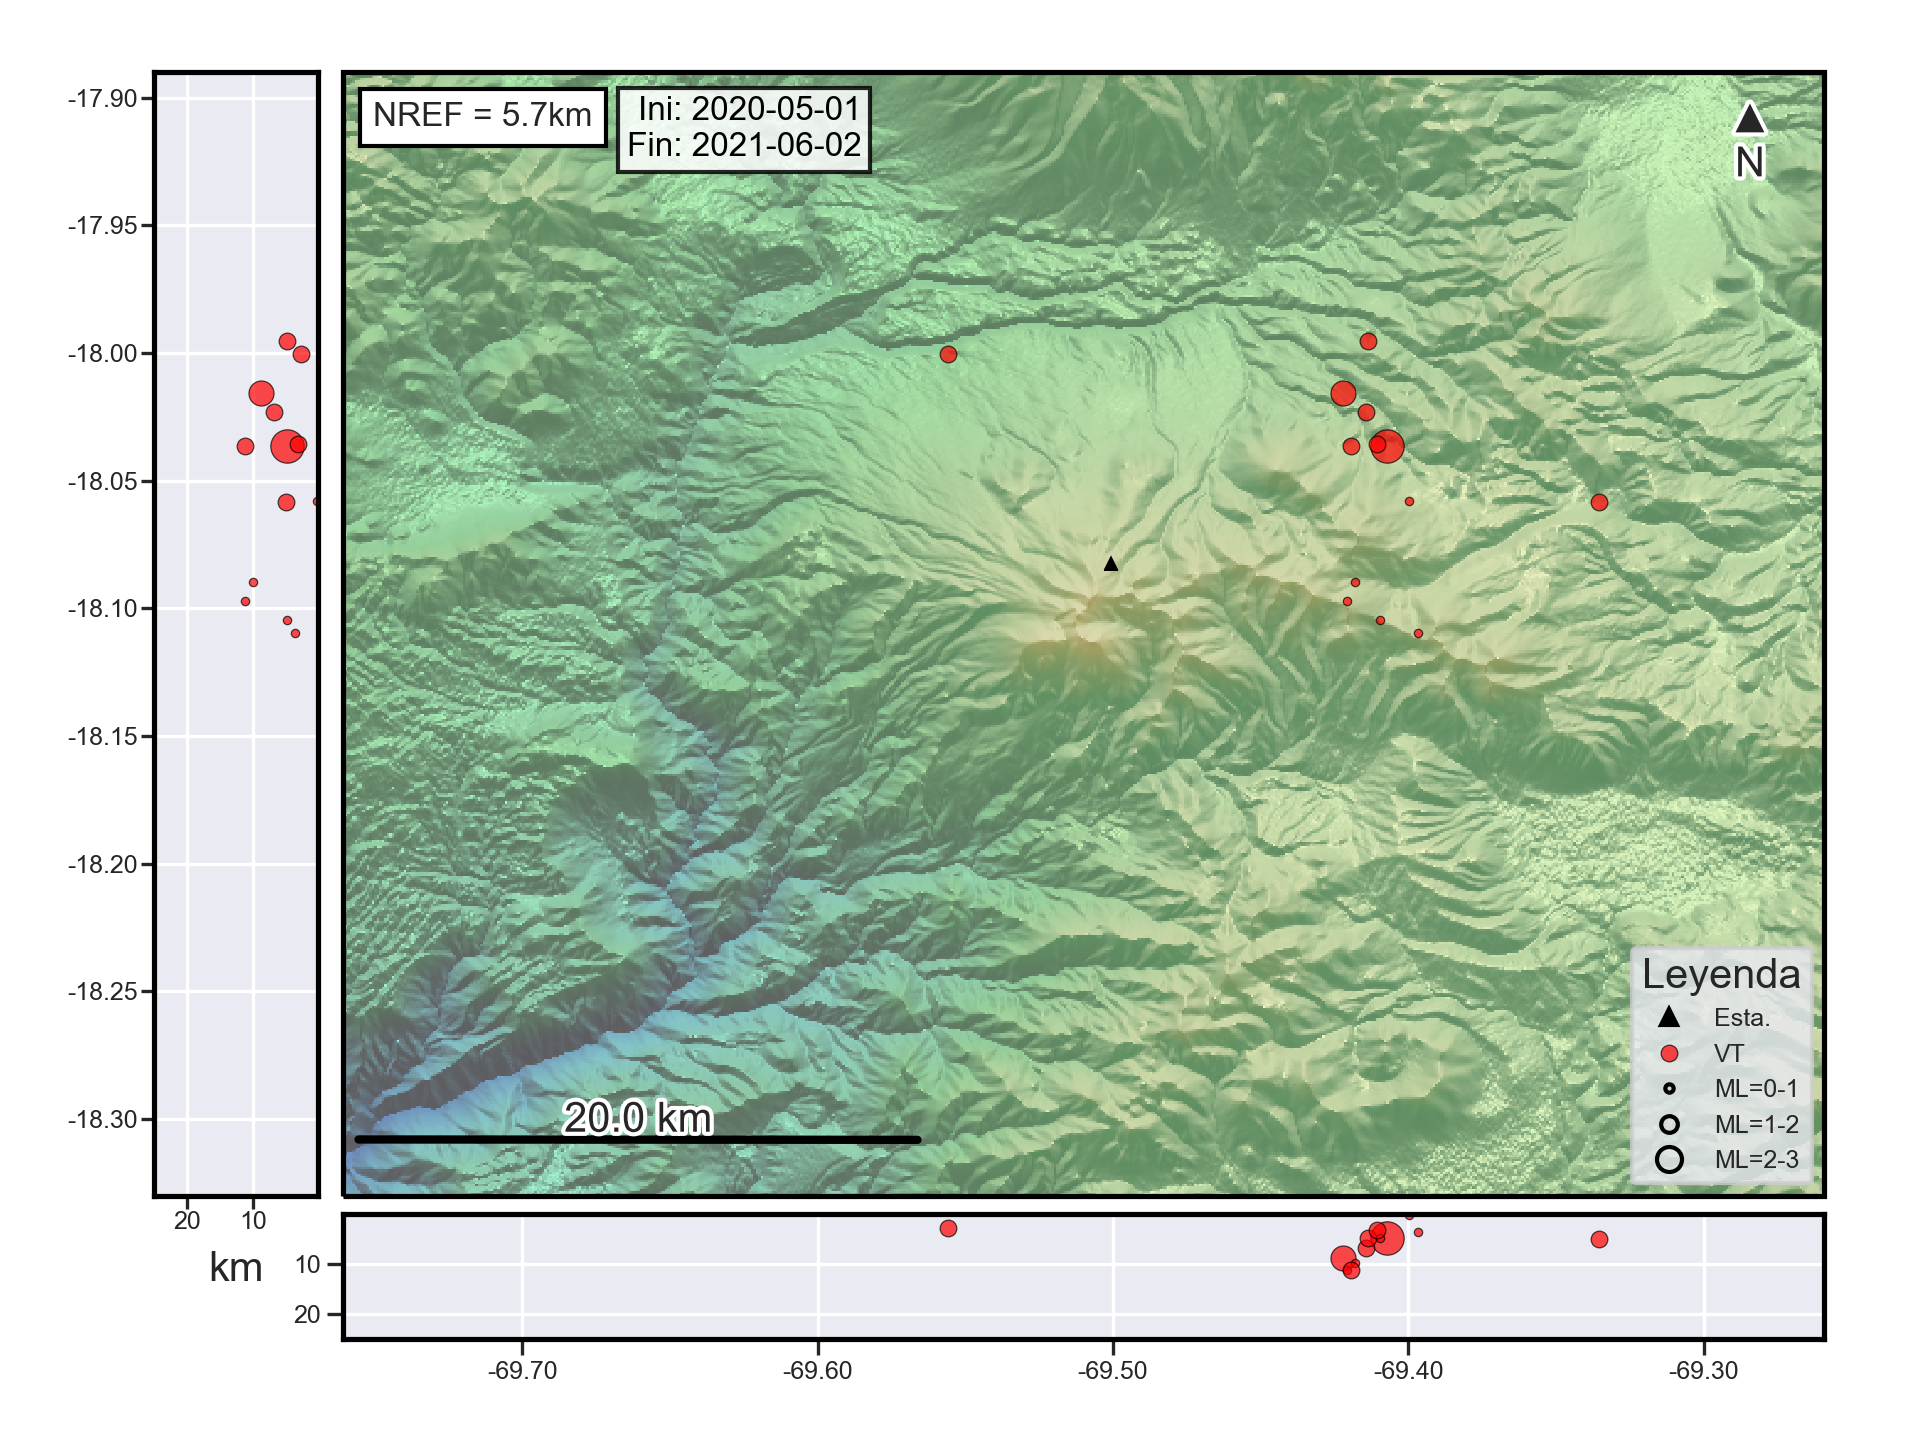 NREF = 5.7km
Ini: 2020-05-01
Fin: 2021-06-02
N
-17.90
-17.95
-18.00
-18.05
-18.10
-18.15
-18.20
-18.25
-18.30
20 10
km
20.0 km
Leyenda
Esta.
VT
ML=0-1
ML=1-2
ML=2-3
10
20
-69.70 -69.60 -69.50 -69.40 -69.30